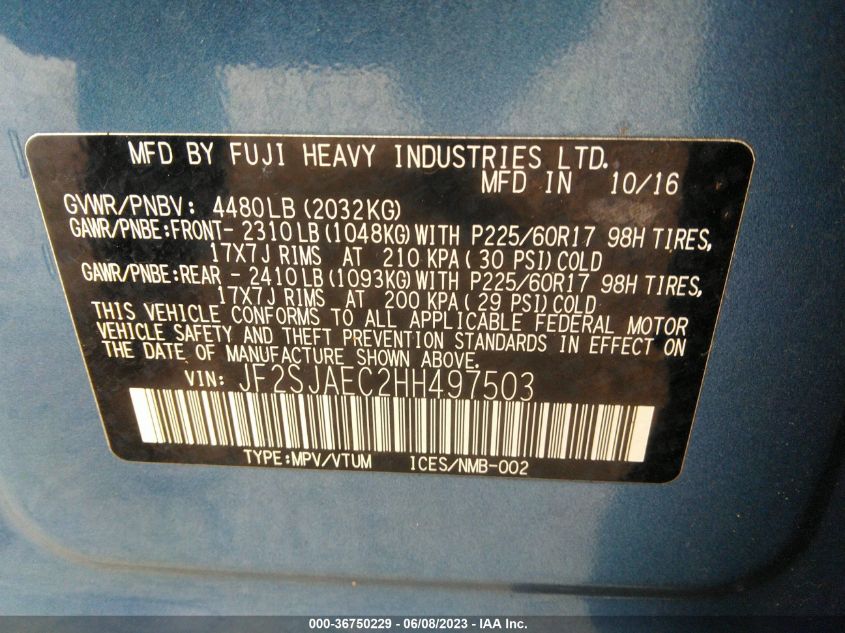 MFD BY FUJI HEAVY INDUSTRIES LTD.
MFD IN 10/16
GVWR/PNBV: 4480LB (2032KG)
GAWR/PNBE:FRONT- 2310LB (1048KG) WITH P225/60R17 98H TIRES,
17X7J RIMS AT 210 KPA (30 PSI) COLD
GAWR/PNBE:REAR - 2410LB (1093KG) WITH P225/60R17 98H TIRES,
17X7J RIMS AT 200 KPA (29 PSI) COLD.
THIS VEHICLE CONFORMS TO ALL APPLICABLE FEDERAL MOTOR
VEHICLE SAFETY AND THEFT PREVENTION STANDARDS IN EFFECT ON
THE DATE OF MANUFACTURE SHOWN ABOVE.
VIN: JF2SJAEC2HH497503
TYPE:MPV/VTUM ICES/NMB-002
000-36750229 - 06/08/2023 - IAA Inc.